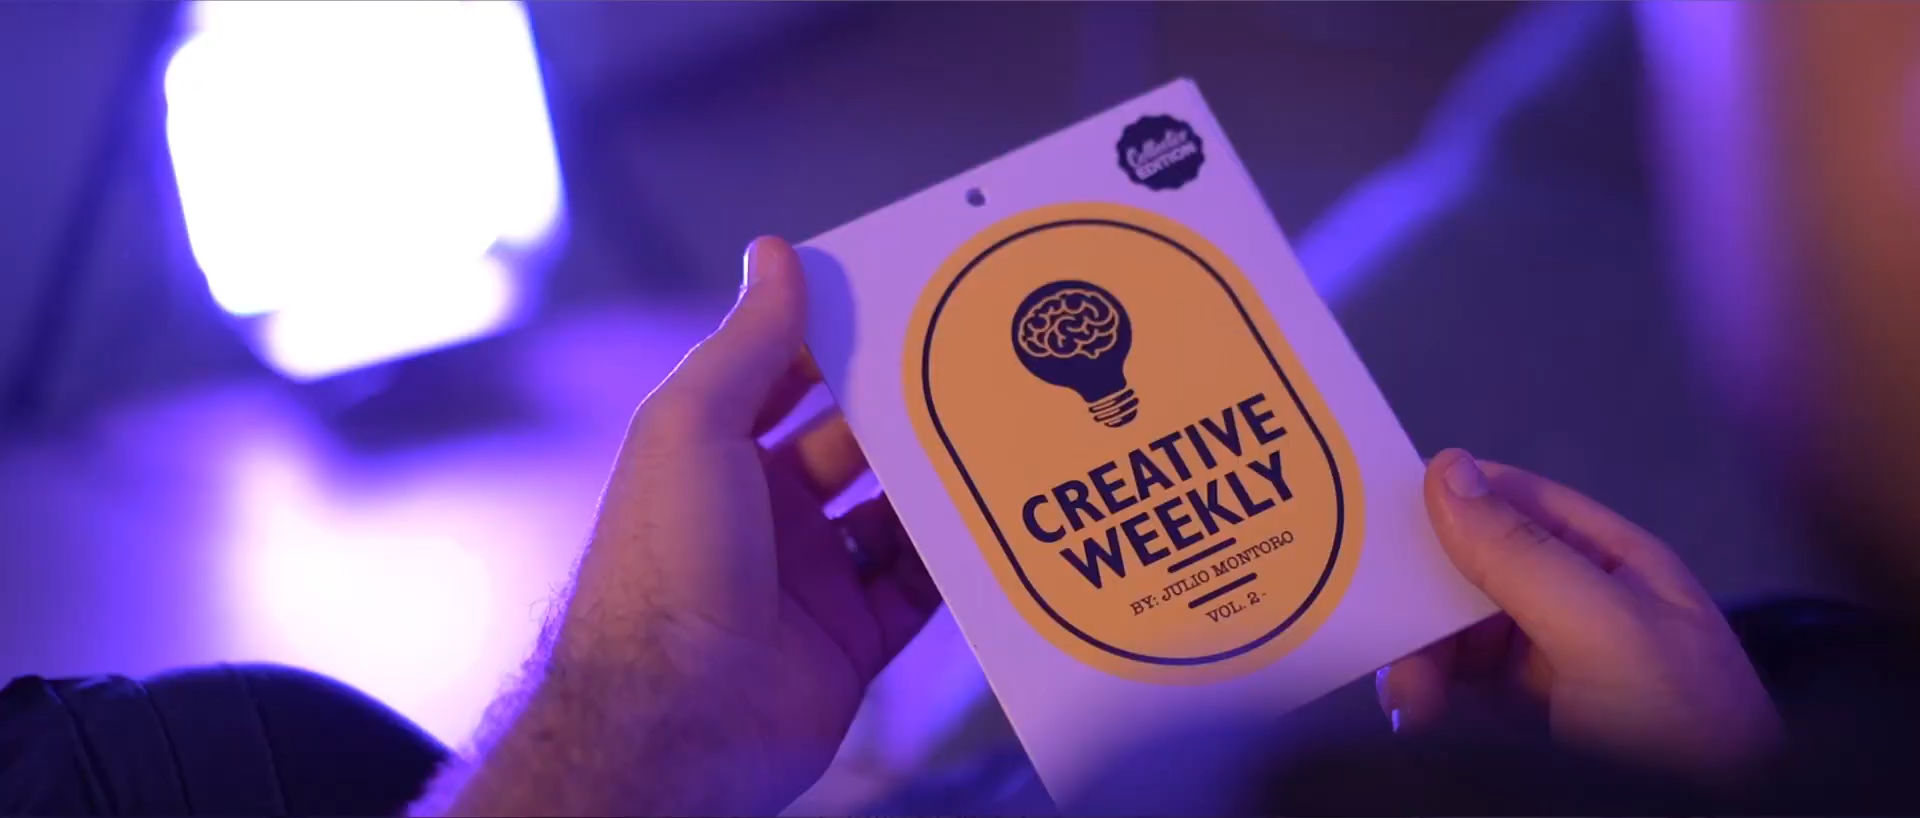 Collector
EDITION
CREATIVE
WEEKLY
BY: JULIO MONTORO
VOL. 2-